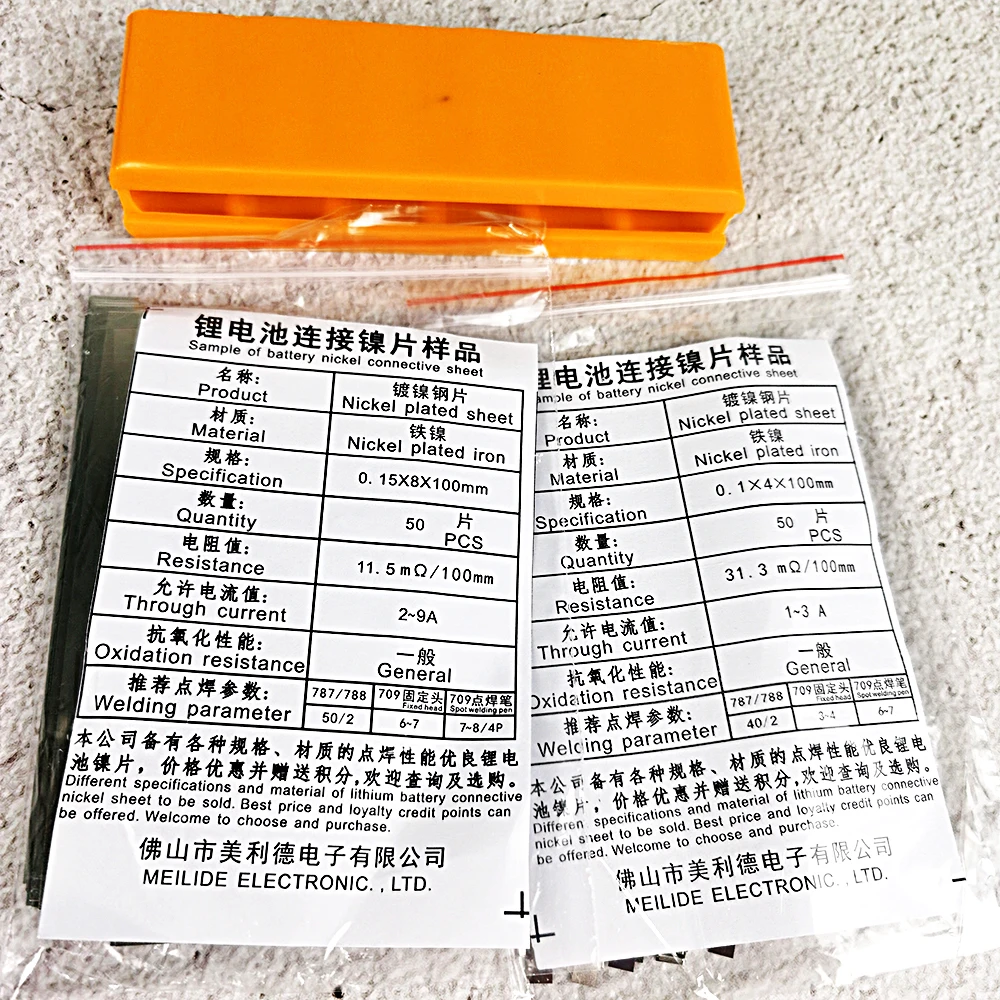 锂电池连接镍片样品
Sample of battery nickel connective sheet
名称:
Product
镀镍钢片
Nickel plated sheet
材质:
Material
铁镍
Nickel plated iron
规格:
Specification
0.15X8X100mm
数量:
Quantity
50 片
PCS
电阻值:
Resistance
11.5mΩ/100mm
允许电流值:
Through current
2~9A
抗氧化性能:
Oxidation resistance
一般
General
推荐点焊参数:
Welding parameter
787/788
709固定头
Fixed head
709点焊笔
Spot welding pen
50/2
6~7
7~8/4P
本公司备有各种规格、材质的点焊性能优良锂电
池镍片，价格优惠并赠送积分,欢迎查询及选购。
Different specifications and material of lithium battery connective
nickel sheet to be sold. Best price and loyalty credit points can
be offered. Welcome to choose and purchase.
佛山市美利德电子有限公司
MEILIDE ELECTRONIC.,LTD.
锂电池连接镍片样品
Sample of battery nickel connective sheet
名称:
Product
镀镍钢片
Nickel plated sheet
材质:
Material
铁镍
Nickel plated iron
规格:
Specification
0.1×4×100mm
数量:
Quantity
50 片
PCS
电阻值:
Resistance
31.3 mΩ/100mm
允许电流值:
Through current
1~3 A
抗氧化性能:
Oxidation resistance
一般
General
推荐点焊参数:
Welding parameter
787/788
709固定头
Fixed head
709点焊笔
Spot welding pen
40/2
3~4
6~7
本公司备有各种规格、材质的点焊性能优良锂电
池镍片，价格优惠并赠送积分,欢迎查询及选购。
Differen specifications and material of lithium battery connective
nickel sheet to be sold. Best price and loyalty credit points can
be offered. Welcome to choose and purchase.
佛山市美利德电子有限公司
MEILIDE ELECTRONIC.,LTD.